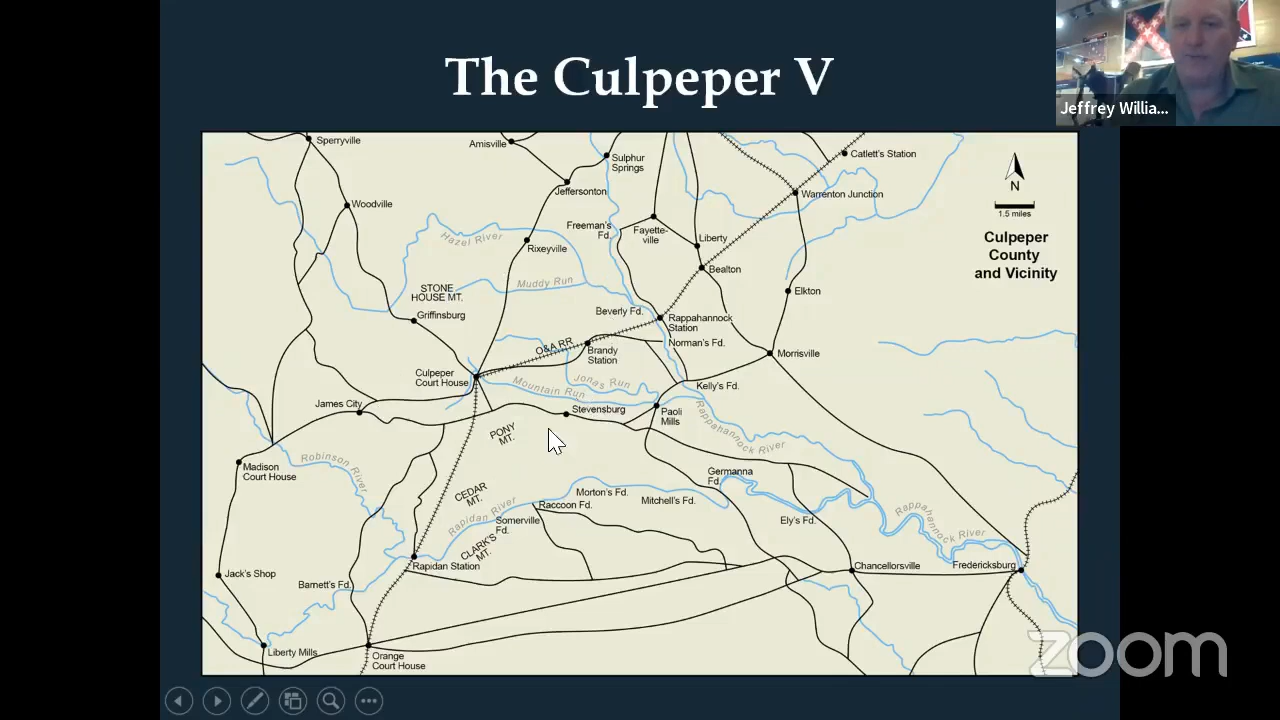 The Culpeper V
Jeffrey Willia...
Sperryville
Amisville
Sulphur
Springs
Catlett's Station
N
1.5 miles
Culpeper
County
and Vicinity
Jeffersonton
Warrenton Junction
Woodville
Freeman's
Fd.
Fayette-
ville
Liberty
Hazel River
Rixeyville
Bealton
Muddy Run
Elkton
STONE
HOUSE MT.
Griffinsburg
Beverly Fd.
Rappahannock
Station
O&A RR
Brandy
Station
Norman's Fd.
Morrisville
Culpeper
Court House
Jonas Run
Mountain Run
Kelly's Fd.
James City
Stevensburg
Paoli
Mills
Rappahannock River
PONY
MT.
Robinson River
Madison
Court House
Germanna
Fd.
CEDAR
MT.
Morton's Fd.
Mitchell's Fd.
Raccoon Fd.
Rapidan River
Somerville
Fd.
Ely's Fd.
Rappahannock River
CLARK'S
MT.
Rapidan Station
Chancellorsville
Fredericksburg
Jack's Shop
Barnett's Fd.
Liberty Mills
Orange
Court House
zoom